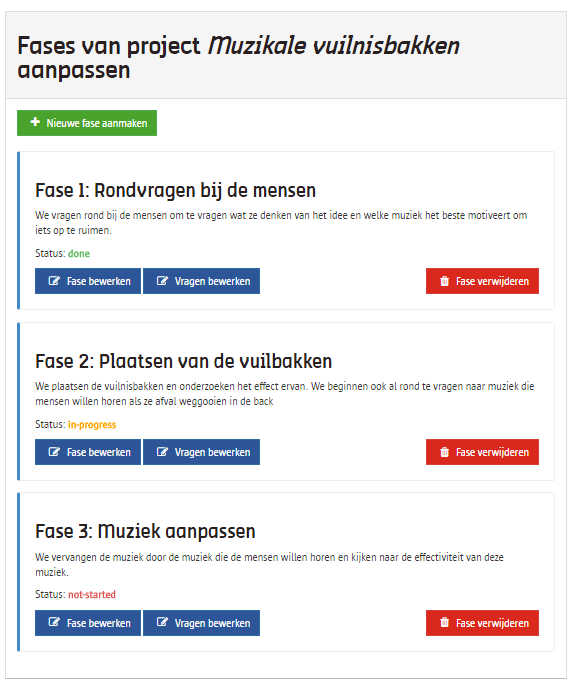 Fases van project Muzikale vuilnisbakken
aanpassen
Nieuwe fase aanmaken
Fase 1: Rondvragen bij de mensen
We vragen rond bij de mensen om te vragen wat ze denken van het idee en welke muziek het beste motiveert om
iets op te ruimen.
Status: done
Fase bewerken Vragen bewerken Fase verwijderen
Fase 2: Plaatsen van de vuilbakken
We plaatsen de vuilnisbakken en onderzoeken het effect ervan. We beginnen ook al rond te vragen naar muziek die
mensen willen horen als ze afval weggooien in de back
Status: in-progress
Fase bewerken Vragen bewerken Fase verwijderen
Fase 3: Muziek aanpassen
We vervangen de muziek door de muziek die de mensen willen horen en kijken naar de effectiviteit van deze
muziek.
Status: not-started
Fase bewerken Vragen bewerken Fase verwijderen